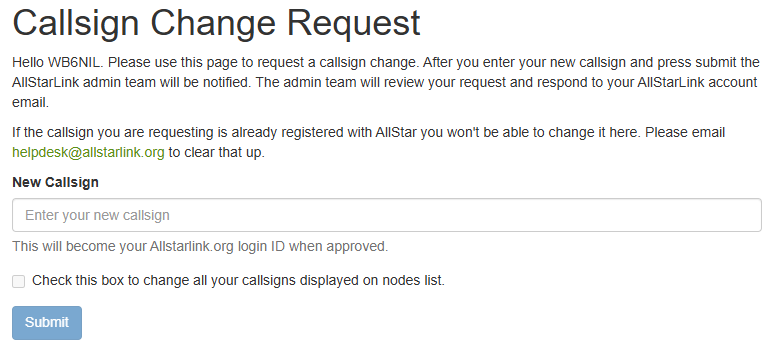 Callsign Change Request
Hello WB6NIL. Please use this page to request a callsign change. After you enter your new callsign and press submit the
AllStarLink admin team will be notified. The admin team will review your request and respond to your AllStarLink account
email.
If the callsign you are requesting is already registered with AllStar you won't be able to change it here. Please email
helpdesk@allstarlink.org to clear that up.
New Callsign
Enter your new callsign
This will become your Allstarlink.org login ID when approved.
Check this box to change all your callsigns displayed on nodes list.
Submit